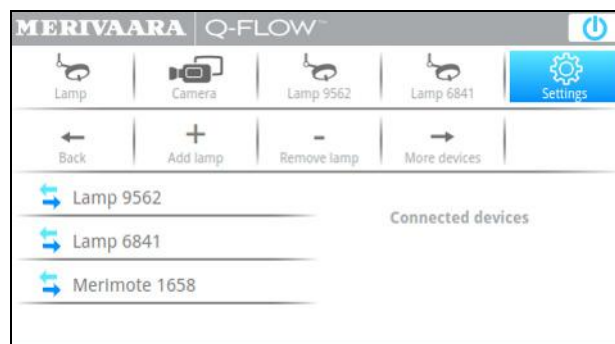 MERIVAARA Q-FLOW™
Lamp Camera Lamp 9562 Lamp 6841 Settings
Back Add lamp Remove lamp More devices
Lamp 9562
Connected devices
Lamp 6841
Merimote 1658